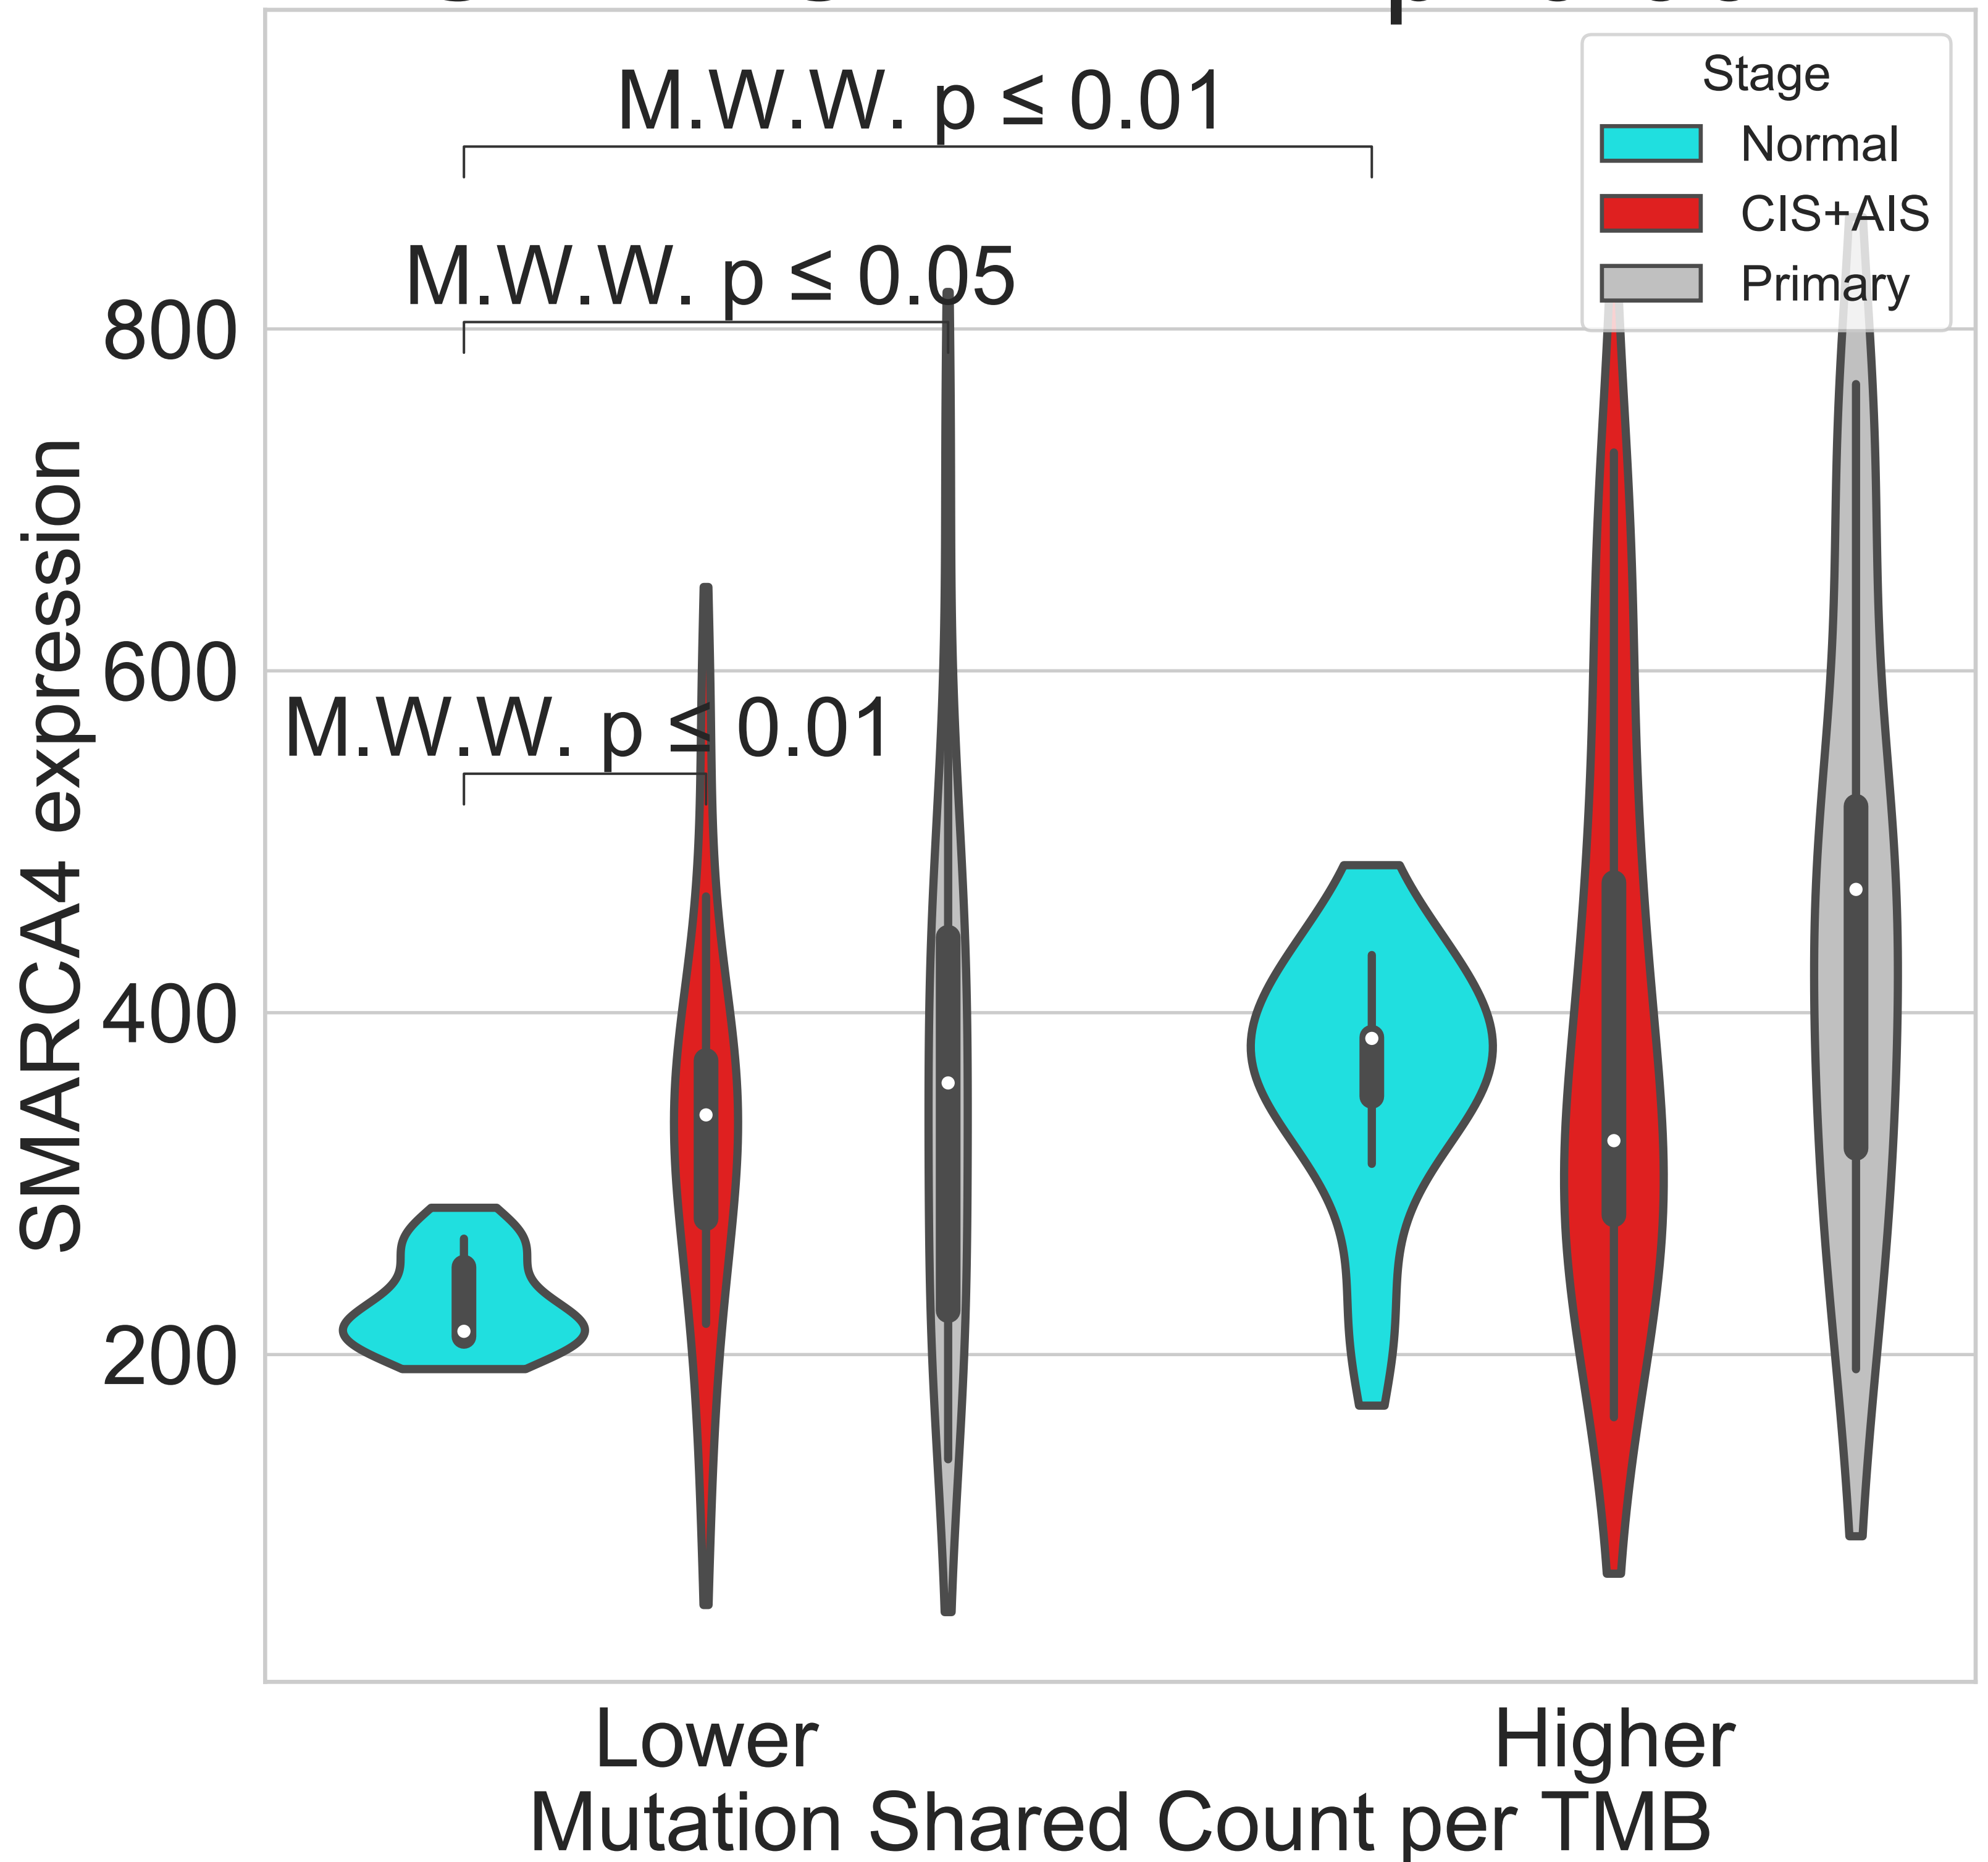 M.W.W. p ≤ 0.01
Stage
Normal
CIS+AIS
Primary
M.W.W. p ≤ 0.05
M.W.W. p ≤ 0.01
800
600
400
200
SMARCA4 expression
Lower
Higher
Mutation Shared Count per TMB